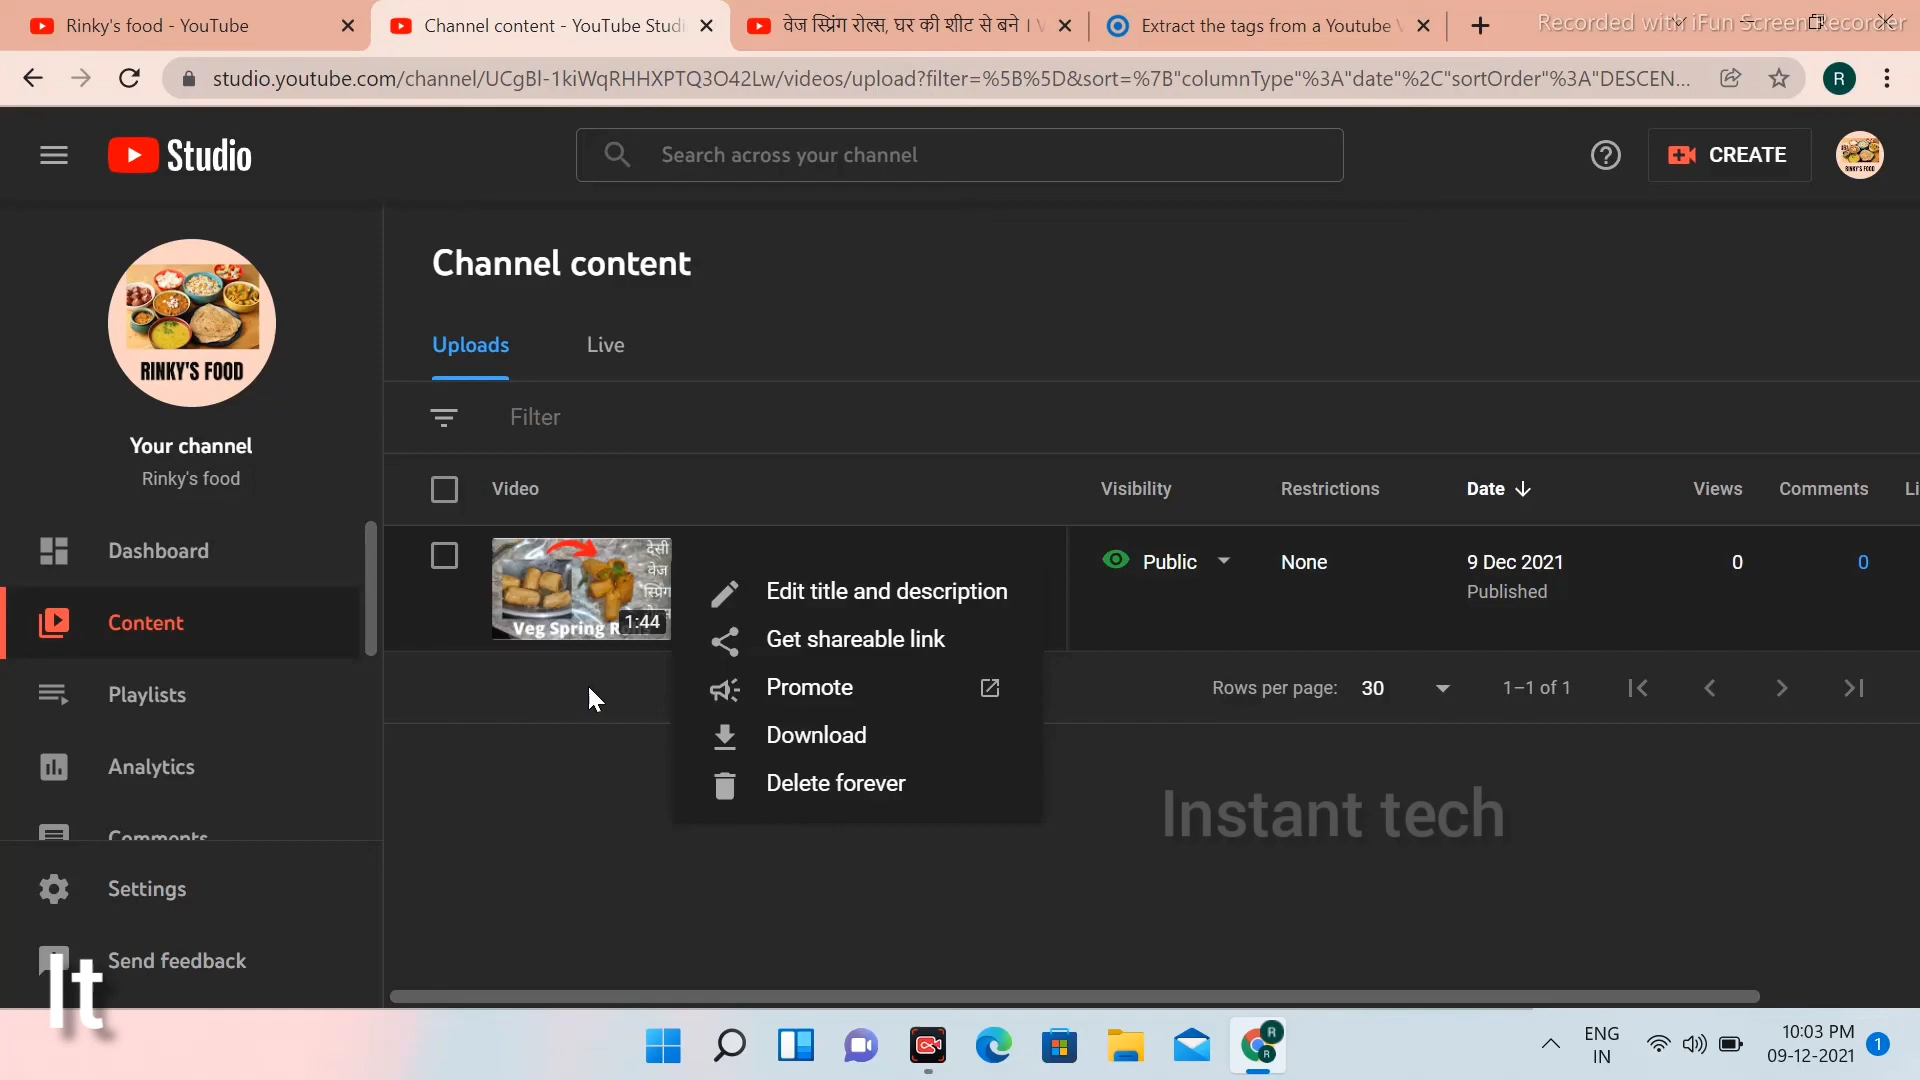 Rinky's food - YouTube
Channel content - YouTube Studi
वेज स्प्रिंग रोल्स, घर की शीट से बने ।
Extract the tags from a Youtube
Recorded with iFun Screen Recorder
studio.youtube.com/channel/UCgBl-1kiWqRHHXPTQ3O42Lw/videos/upload?filter=%5B%5D&sort=%7B"columnType"%3A"date"%2C"sortOrder"%3A"DESCEN...
R
Studio
Search across your channel
CREATE
RINKY'S FOOD
RINKY'S FOOD
Your channel
Rinky's food
Dashboard
Content
Playlists
Analytics
Comments
Settings
Send feedback
It
Channel content
Uploads
Live
Filter
Video
Visibility
Restrictions
Date
Views
Comments
Li
देसी
वेज
स्प्रिंग
Veg Spring R
1:44
Edit title and description
Get shareable link
Promote
Download
Delete forever
Public
None
9 Dec 2021
Published
0
0
Rows per page: 30
1–1 of 1
Instant tech
R
R
ENG
IN
10:03 PM
09-12-2021
1